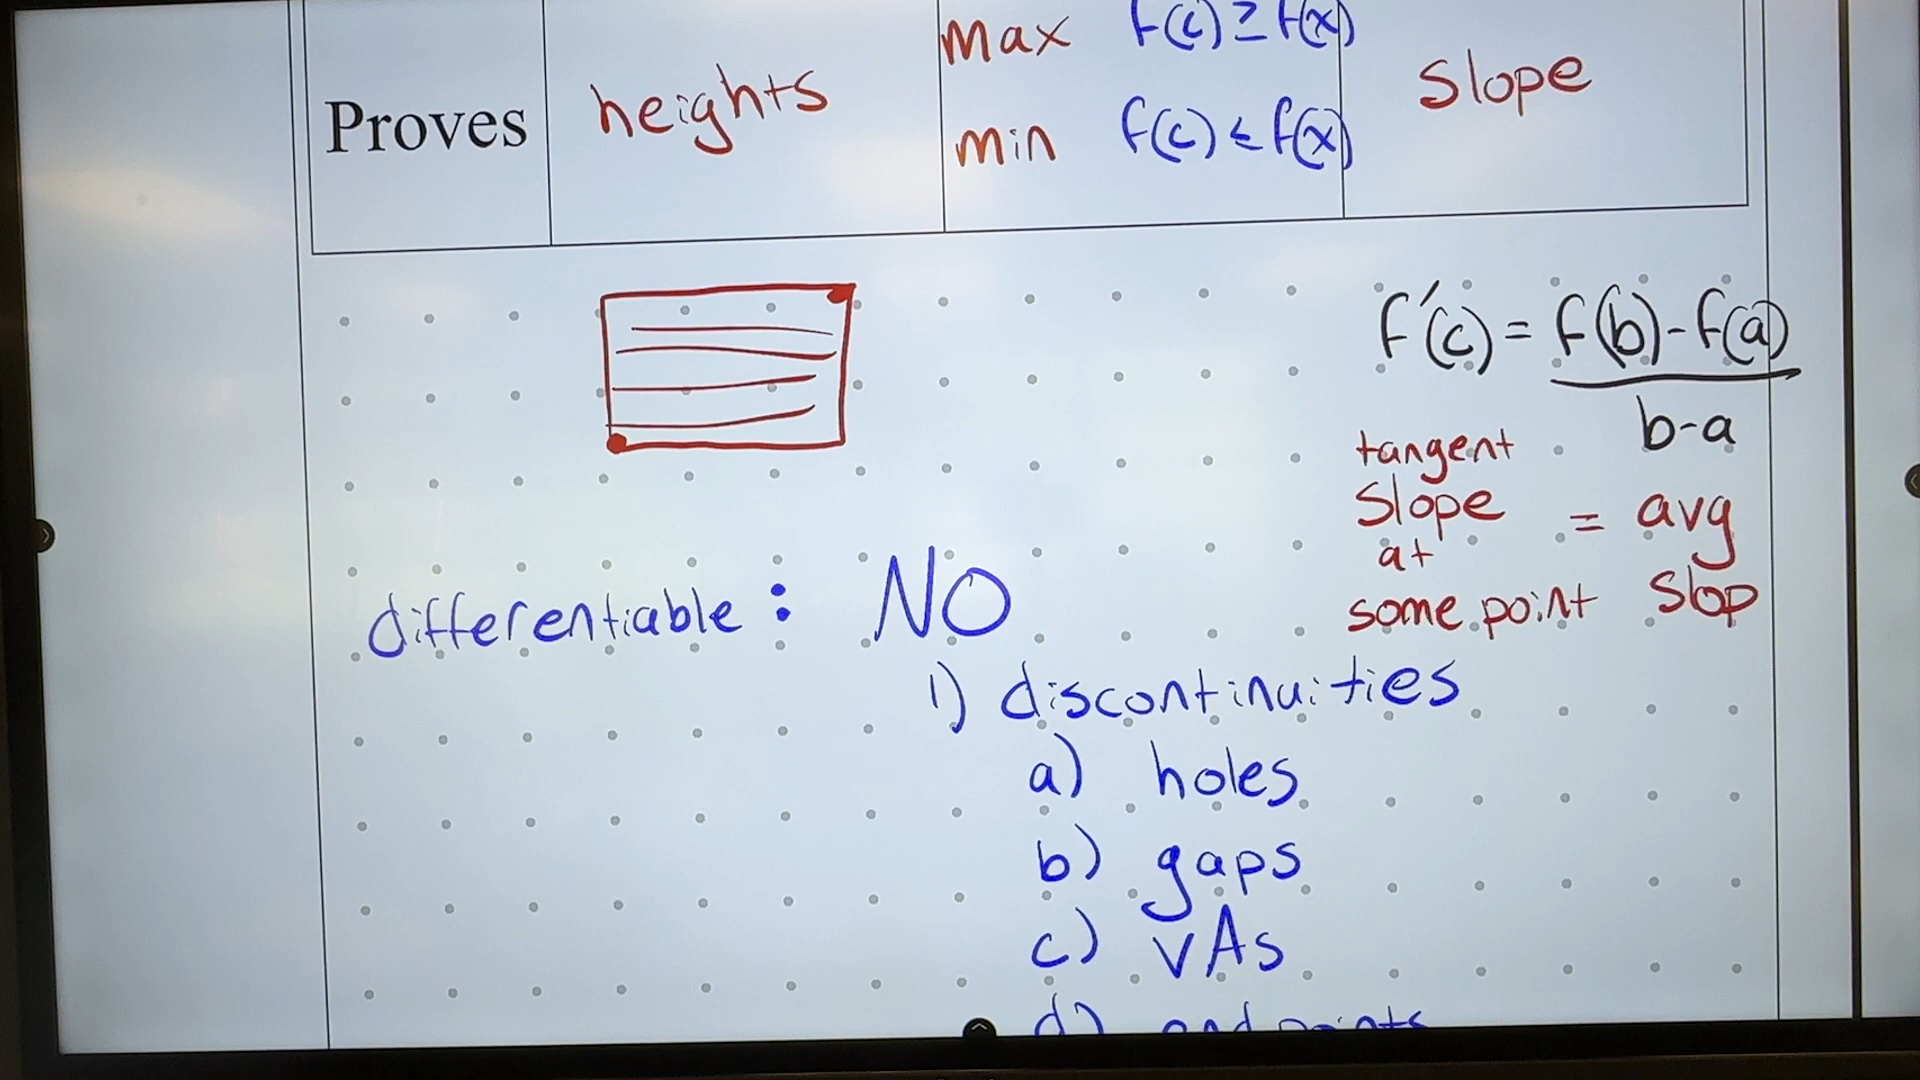 max f(c) ≥ f(x)
Proves heights min f(c) ≤ f(x) slope
f'(c) = f(b)-f(a)
b-a
tangent
slope = avg
at
some point slop
differentiable : NO
1) discontinuities
a) holes
b) gaps
c) VAs
d) endpoints